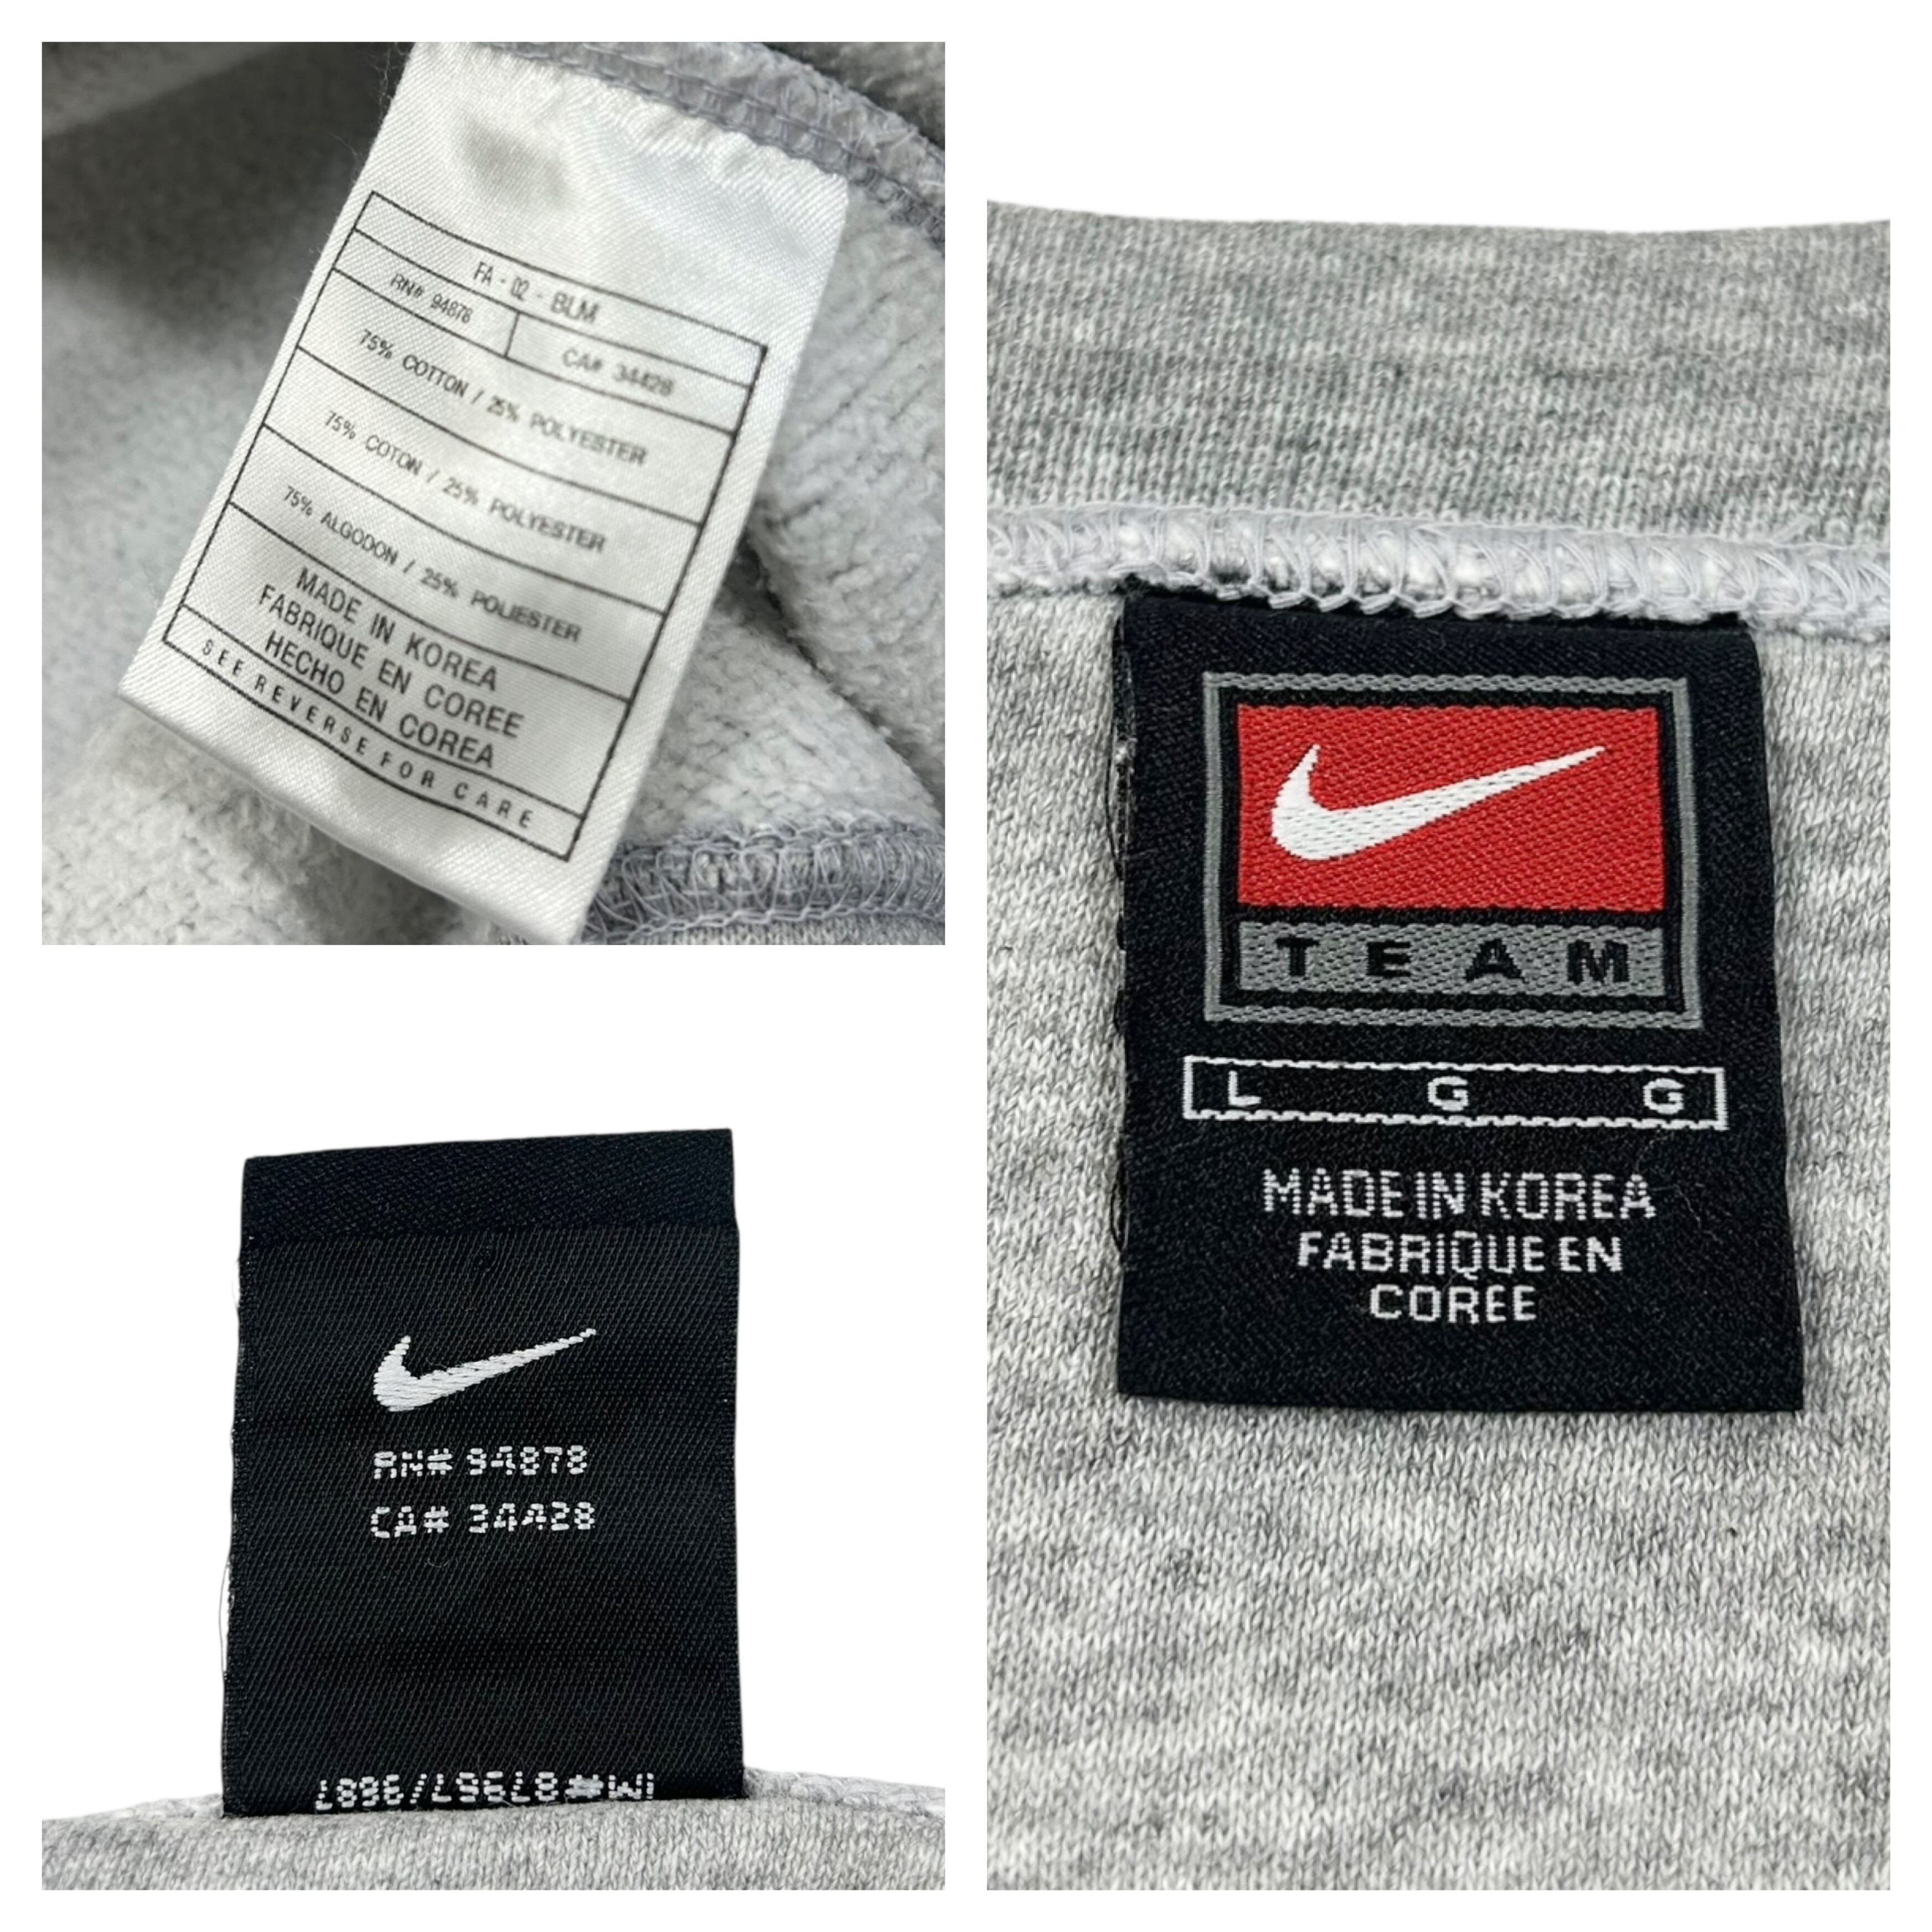 FA - 02 - BLM
RN# 94878 CA# 34428
75% COTTON / 25% POLYESTER
75% COTON / 25% POLYESTER
75% ALGODON / 25% POLIESTER
MADE IN KOREA
FABRIQUE EN COREE
HECHO EN COREA
SEE REVERSE FOR CARE
RN# 94878
CA# 34428
TEAM
L G G
MADE IN KOREA
FABRIQUE EN
COREE